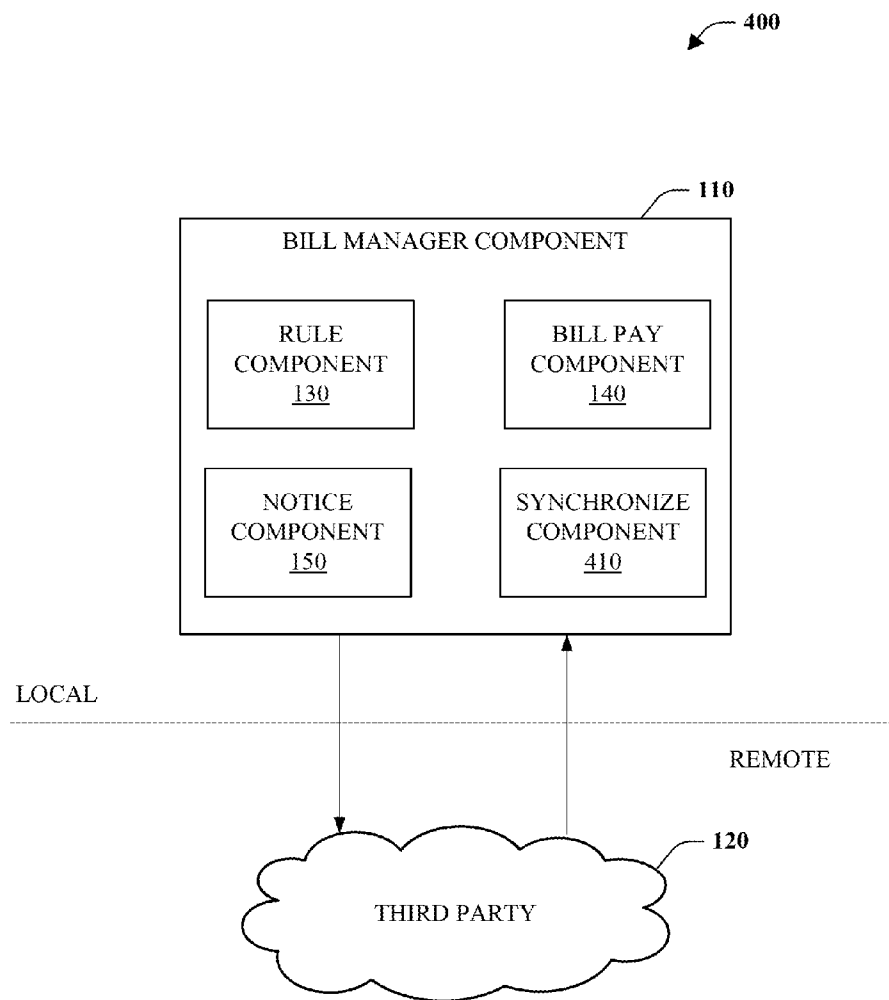 400
110
BILL MANAGER COMPONENT
RULE
COMPONENT
130
BILL PAY
COMPONENT
140
NOTICE
COMPONENT
150
SYNCHRONIZE
COMPONENT
410
LOCAL
REMOTE
120
THIRD PARTY